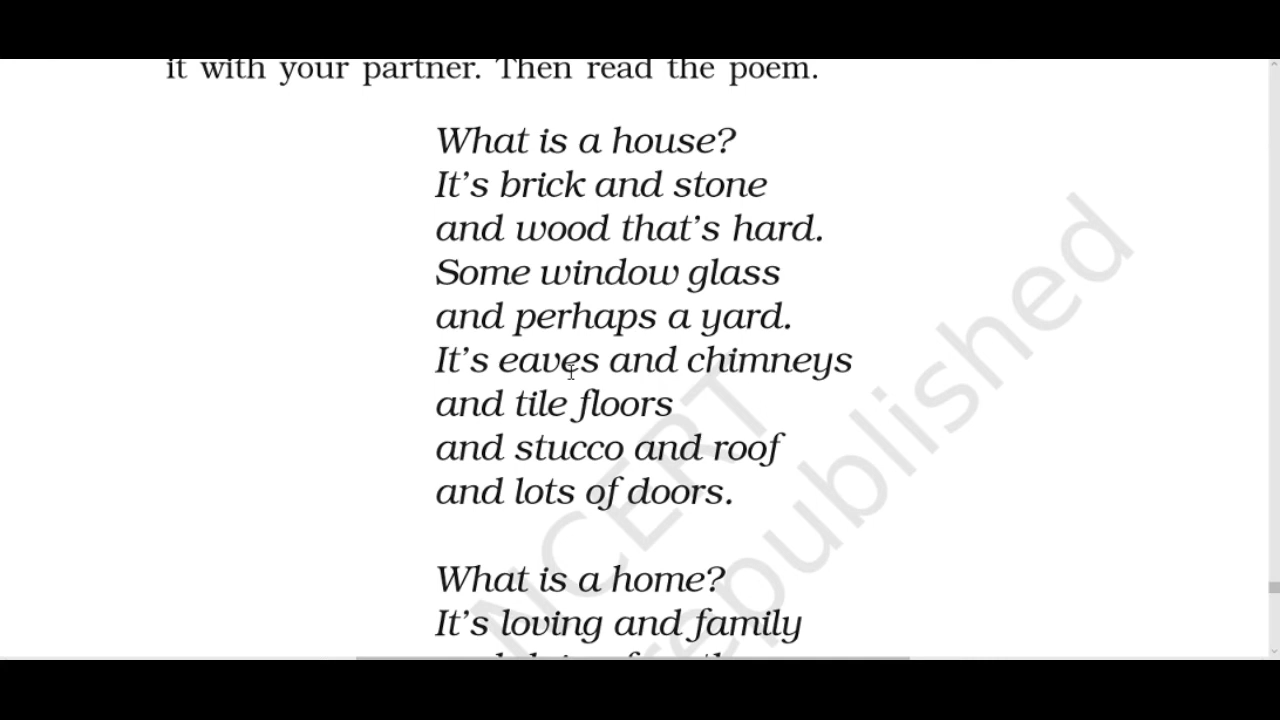 it with your partner. Then read the poem.
What is a house?
It's brick and stone
and wood that's hard.
Some window glass
and perhaps a yard.
It's eaves and chimneys
and tile floors
and stucco and roof
and lots of doors.
What is a home?
It's loving and family
NCERT
republished